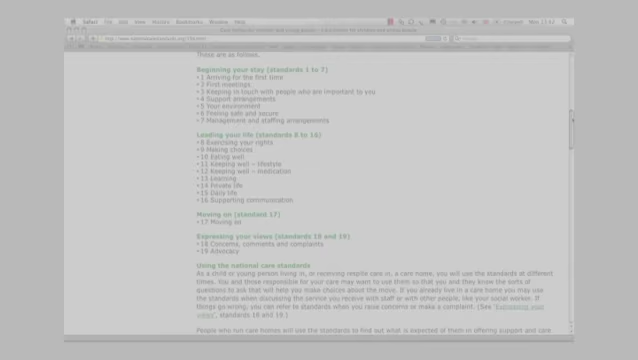 Safari File Edit View History Bookmarks Window Help
These are as follows.
Beginning your stay (standards 1 to 7)
•1 Arriving for the first time
•2 First meetings
•3 Keeping in touch with people who are important to you
•4 Support arrangements
•5 Your environment
•6 Feeling safe and secure
•7 Management and staffing arrangements
Leading your life (standards 8 to 16)
•8 Exercising your rights
•9 Making choices
•10 Eating well
•11 Keeping well – lifestyle
•12 Keeping well – medication
•13 Learning
•14 Private life
•15 Daily life
•16 Supporting communication
Moving on (standard 17)
•17 Moving on
Expressing your views (standards 18 and 19)
•18 Concerns, comments and complaints
•19 Advocacy
Using the national care standards
As a child or young person living in, or receiving respite care in, a care home, you will use the standards at different
times. You and those responsible for your care may want to use them so that you and they know the sorts of
questions to ask that will help you make choices about the move. If you already live in a care home you may use
the standards when discussing the service you receive with staff or with other people, like your social worker. If
things go wrong, you can refer to standards when you raise concerns or make a complaint. (See 'Expressing your
views', standards 18 and 19.)
People who run care homes will use the standards to find out what is expected of them in offering support and care